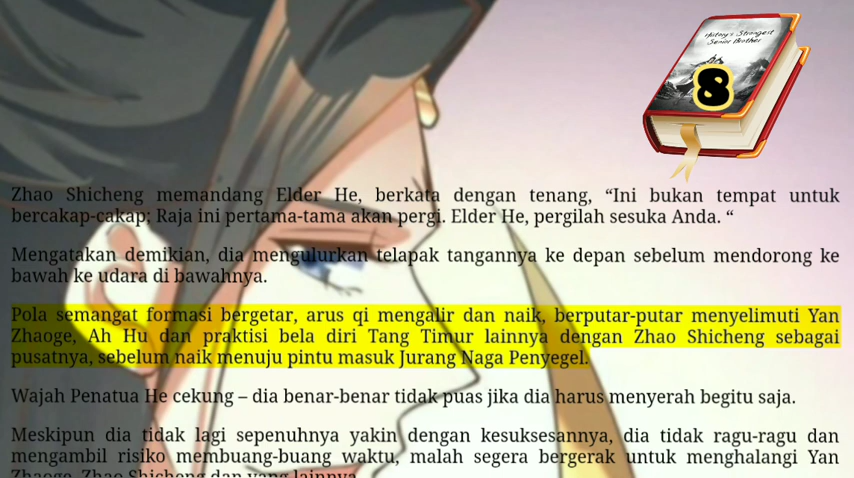 History's Strongest
Senior Brother
8
Zhao Shicheng memandang Elder He, berkata dengan tenang, “Ini bukan tempat untuk
bercakap-cakap; Raja ini pertama-tama akan pergi. Elder He, pergilah sesuka Anda. “
Mengatakan demikian, dia mengulurkan telapak tangannya ke depan sebelum mendorong ke
bawah ke udara di bawahnya.
Pola semangat formasi bergetar, arus qi mengalir dan naik, berputar-putar menyelimuti Yan
Zhaoge, Ah Hu dan praktisi bela diri Tang Timur lainnya dengan Zhao Shicheng sebagai
pusatnya, sebelum naik menuju pintu masuk Jurang Naga Penyegel.
Wajah Penatua He cekung – dia benar-benar tidak puas jika dia harus menyerah begitu saja.
Meskipun dia tidak lagi sepenuhnya yakin dengan kesuksesannya, dia tidak ragu-ragu dan
mengambil risiko membuang-buang waktu, malah segera bergerak untuk menghalangi Yan
Zhaoge, Zhao Shicheng dan yang lainnya.